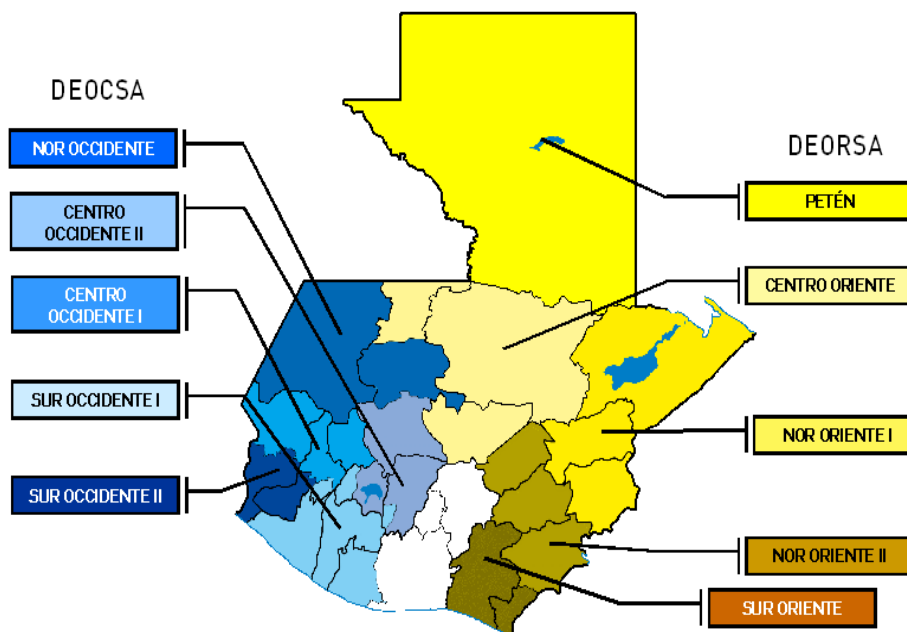 DEOCSA
NOR OCCIDENTE
CENTRO
OCCIDENTE II
CENTRO
OCCIDENTE I
SUR OCCIDENTE I
SUR OCCIDENTE II
DEORSA
PETÉN
CENTRO ORIENTE
NOR ORIENTE I
NOR ORIENTE II
SUR ORIENTE